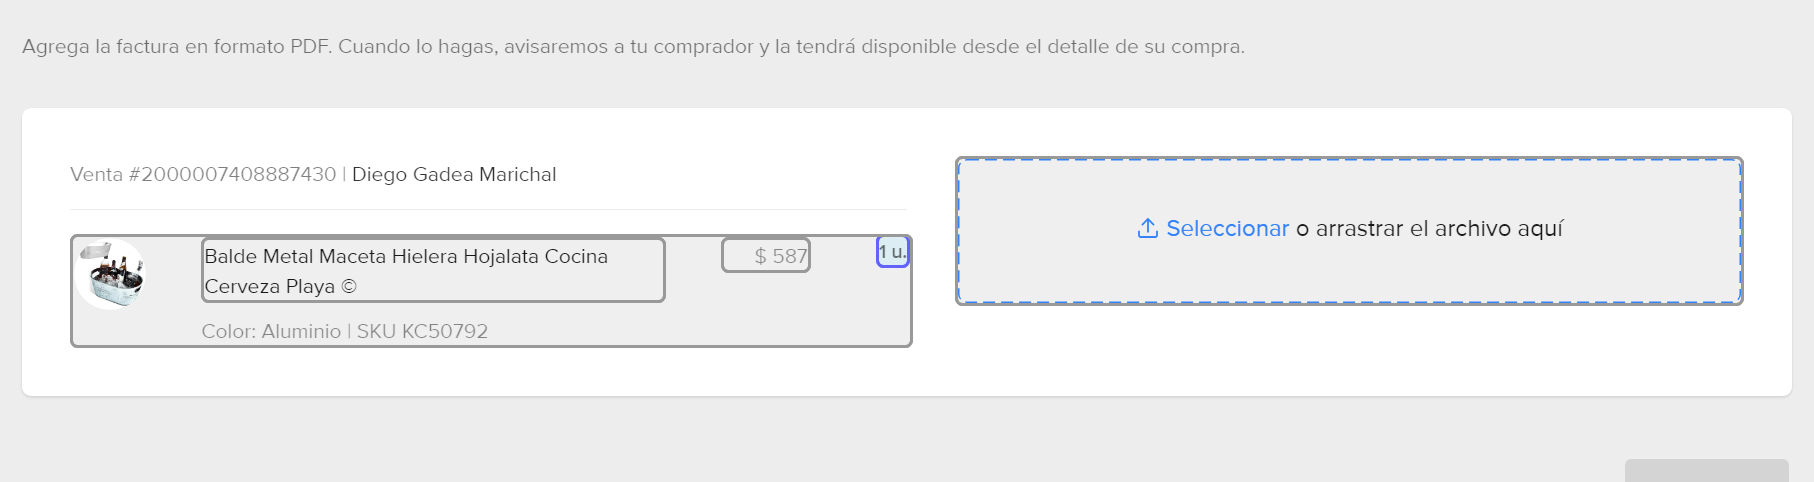 Agrega la factura en formato PDF. Cuando lo hagas, avisaremos a tu comprador y la tendrá disponible desde el detalle de su compra.
Venta #2000007408887430 | Diego Gadea Marichal
Balde Metal Maceta Hielera Hojalata Cocina
Cerveza Playa ©
$ 587
1 u.
Color: Aluminio | SKU KC50792
Seleccionar o arrastrar el archivo aquí